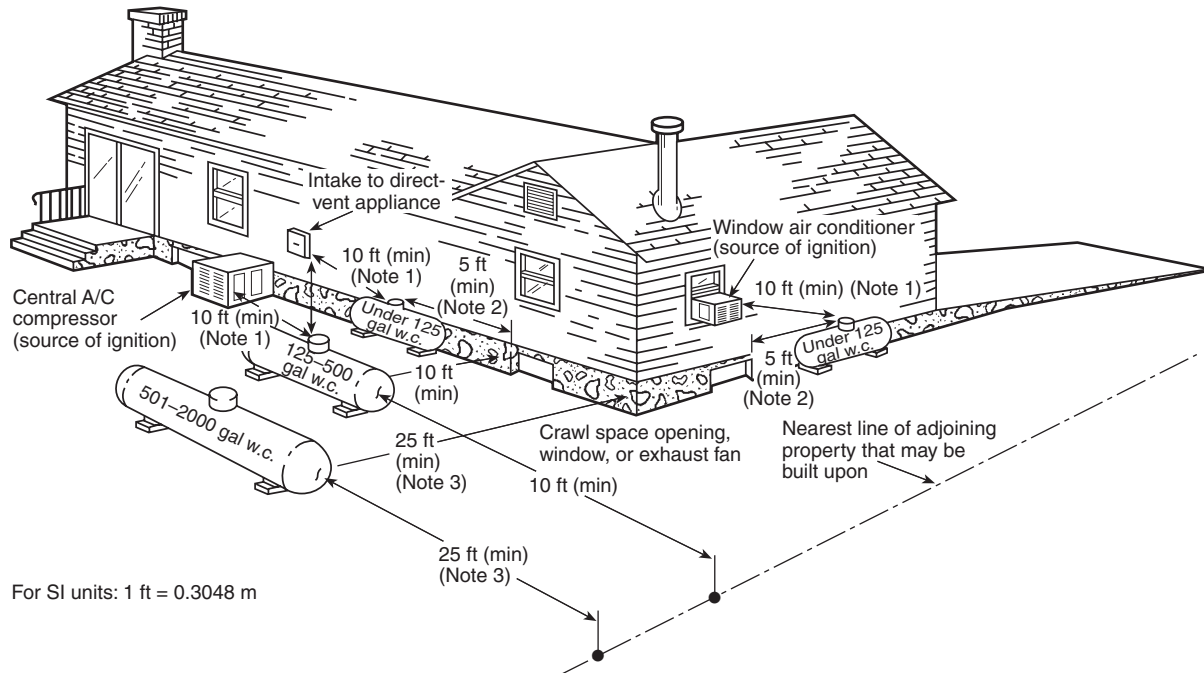 Intake to direct-
vent appliance
Window air conditioner
(source of ignition)
10 ft (min)
(Note 1)
5 ft
(min)
(Note 2)
10 ft (min) (Note 1)
Central A/C
compressor
(source of ignition)
10 ft (min)
(Note 1)
Under 125
gal w.c.
Under 125
gal w.c.
5 ft
(min)
(Note 2)
125–500
gal w.c.
10 ft
(min)
501–2000 gal w.c.
25 ft
(min)
(Note 3)
Crawl space opening,
window, or exhaust fan
Nearest line of adjoining
property that may be
built upon
10 ft (min)
25 ft (min)
(Note 3)
For SI units: 1 ft = 0.3048 m